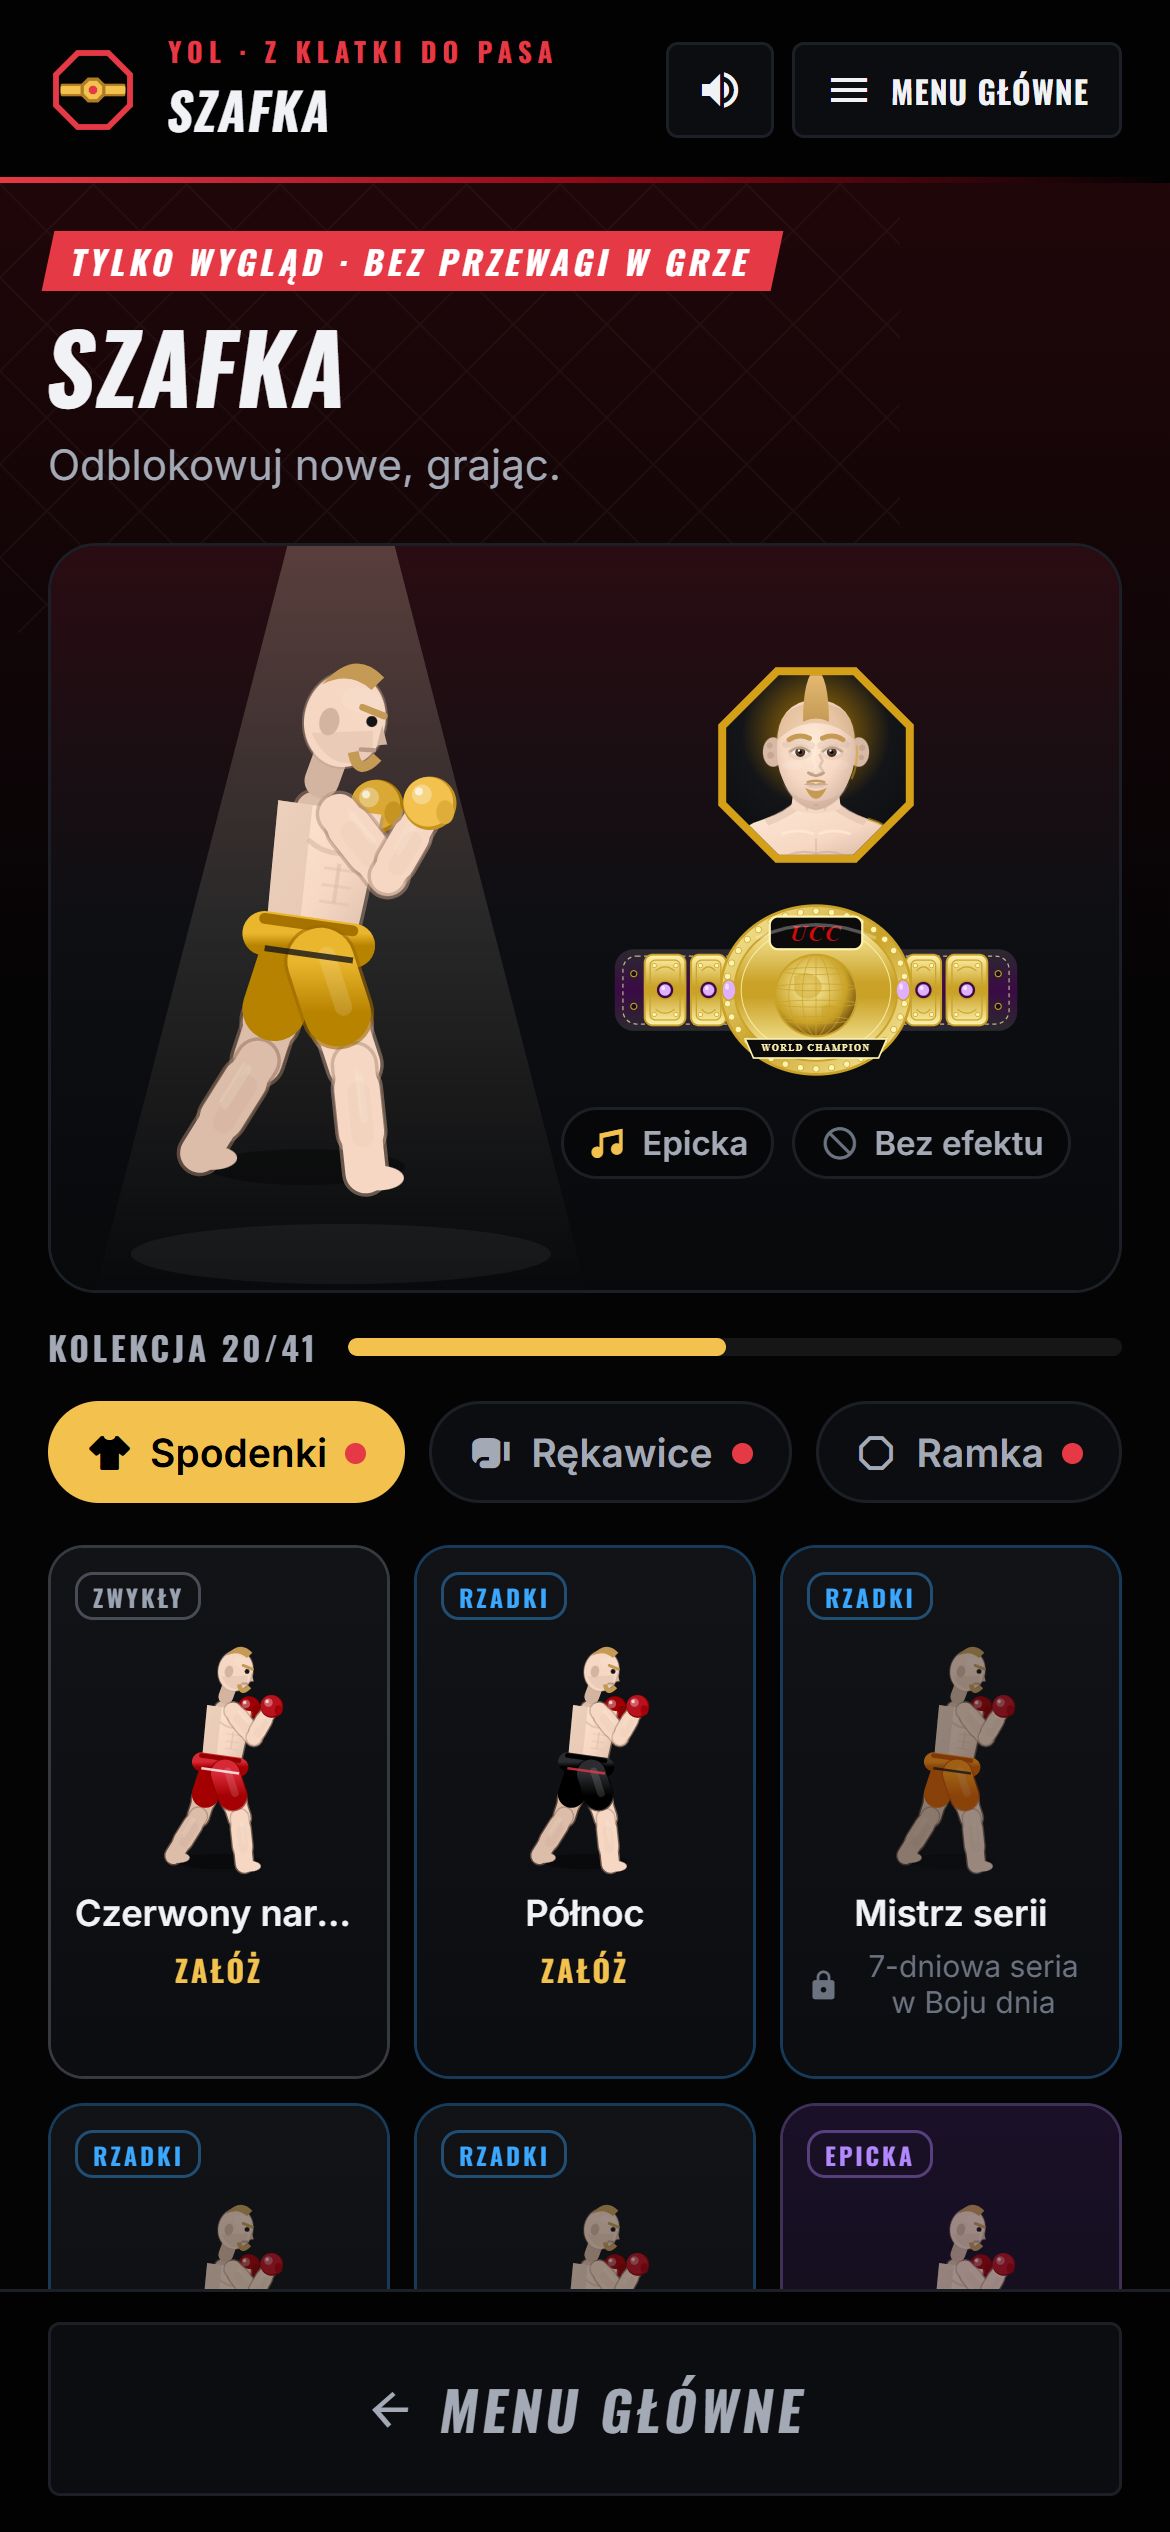 YOL · Z KLATKI DO PASA
SZAFKA
MENU GŁÓWNE
TYLKO WYGLĄD · BEZ PRZEWAGI W GRZE
SZAFKA
Odblokowuj nowe, grając.
UCC
WORLD CHAMPION
Epicka
Bez efektu
KOLEKCJA 20/41
Spodenki
Rękawice
Ramka
ZWYKŁY
RZADKI
RZADKI
Czerwony nar...
Północ
Mistrz serii
ZAŁÓŻ
ZAŁÓŻ
7-dniowa seria
w Boju dnia
RZADKI
RZADKI
EPICKA
MENU GŁÓWNE